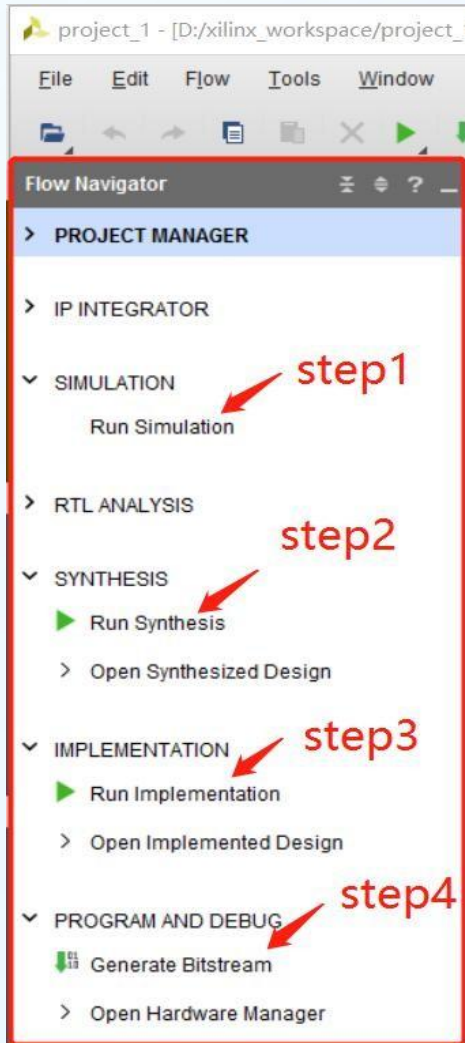 project_1 - [D:/xilinx_workspace/project_
File Edit Flow Tools Window
Flow Navigator ?
PROJECT MANAGER
IP INTEGRATOR
step1
SIMULATION
Run Simulation
RTL ANALYSIS
step2
SYNTHESIS
Run Synthesis
Open Synthesized Design
step3
IMPLEMENTATION
Run Implementation
Open Implemented Design
step4
PROGRAM AND DEBUG
Generate Bitstream
Open Hardware Manager